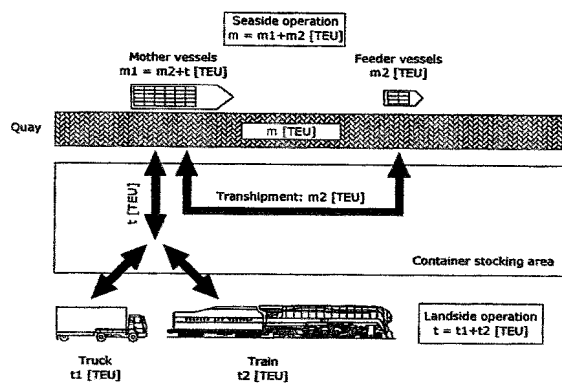 Seaside operation
m = m1+m2 [TEU]
Mother vessels
m1 = m2+t [TEU]
Feeder vessels
m2 [TEU]
Quay
m [TEU]
t [TEU]
Transhipment: m2 [TEU]
Container stocking area
Landside operation
t = t1+t2 [TEU]
Truck
t1 [TEU]
Train
t2 [TEU]